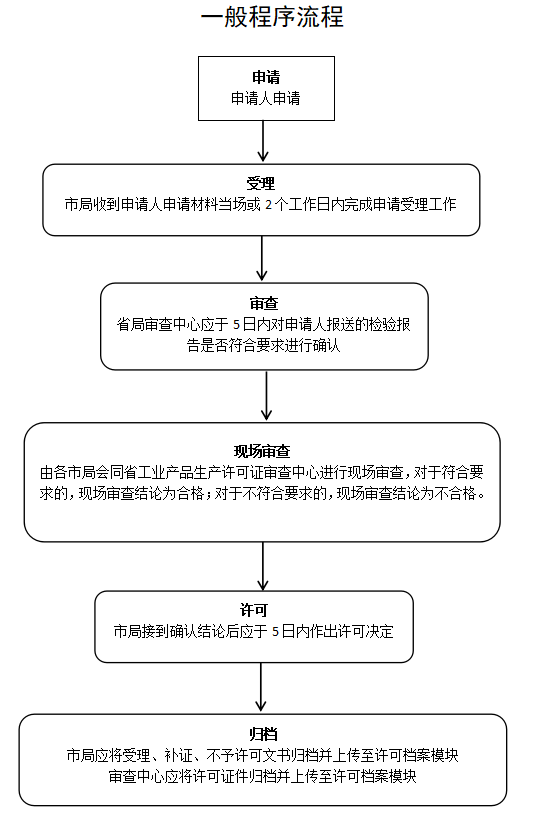 一般程序流程
申请
申请人申请
受理
市局收到申请人申请材料当场或 2 个工作日内完成申请受理工作
审查
省局审查中心应于 5 日内对申请人报送的检验报
告是否符合要求进行确认
现场审查
由各市局会同省工业产品生产许可证审查中心进行现场审查，对于符合要
求的，现场审查结论为合格；对于不符合要求的，现场审查结论为不合格。
许可
市局接到确认结论后应于 5 日内作出许可决定
归档
市局应将受理、补证、不予许可文书归档并上传至许可档案模块
审查中心应将许可证件归档并上传至许可档案模块